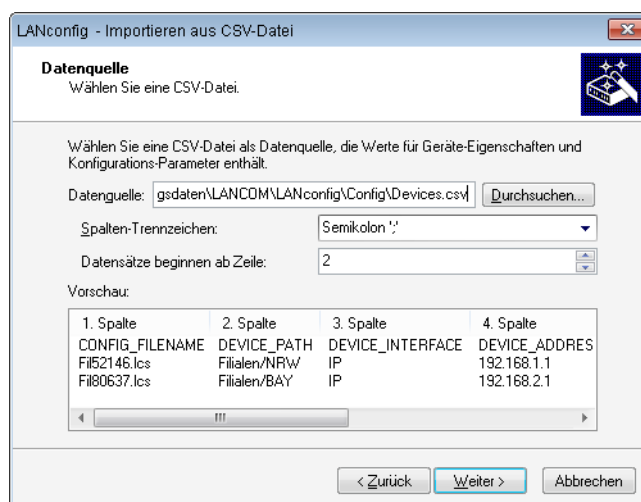 LANconfig - Importieren aus CSV-Datei
Datenquelle
Wählen Sie eine CSV-Datei.
Wählen Sie eine CSV-Datei als Datenquelle, die Werte für Geräte-Eigenschaften und
Konfigurations-Parameter enthält.
Datenquelle: gsdaten\LANCOM\LANconfig\Config\Devices.csv Durchsuchen...
Spalten-Trennzeichen: Semikolon ';'
Datensätze beginnen ab Zeile: 2
Vorschau:
1. Spalte 2. Spalte 3. Spalte 4. Spalte
CONFIG_FILENAME DEVICE_PATH DEVICE_INTERFACE DEVICE_ADDRES
Fil52146.lcs Filialen/NRW IP 192.168.1.1
Fil80637.lcs Filialen/BAY IP 192.168.2.1
< Zurück Weiter > Abbrechen